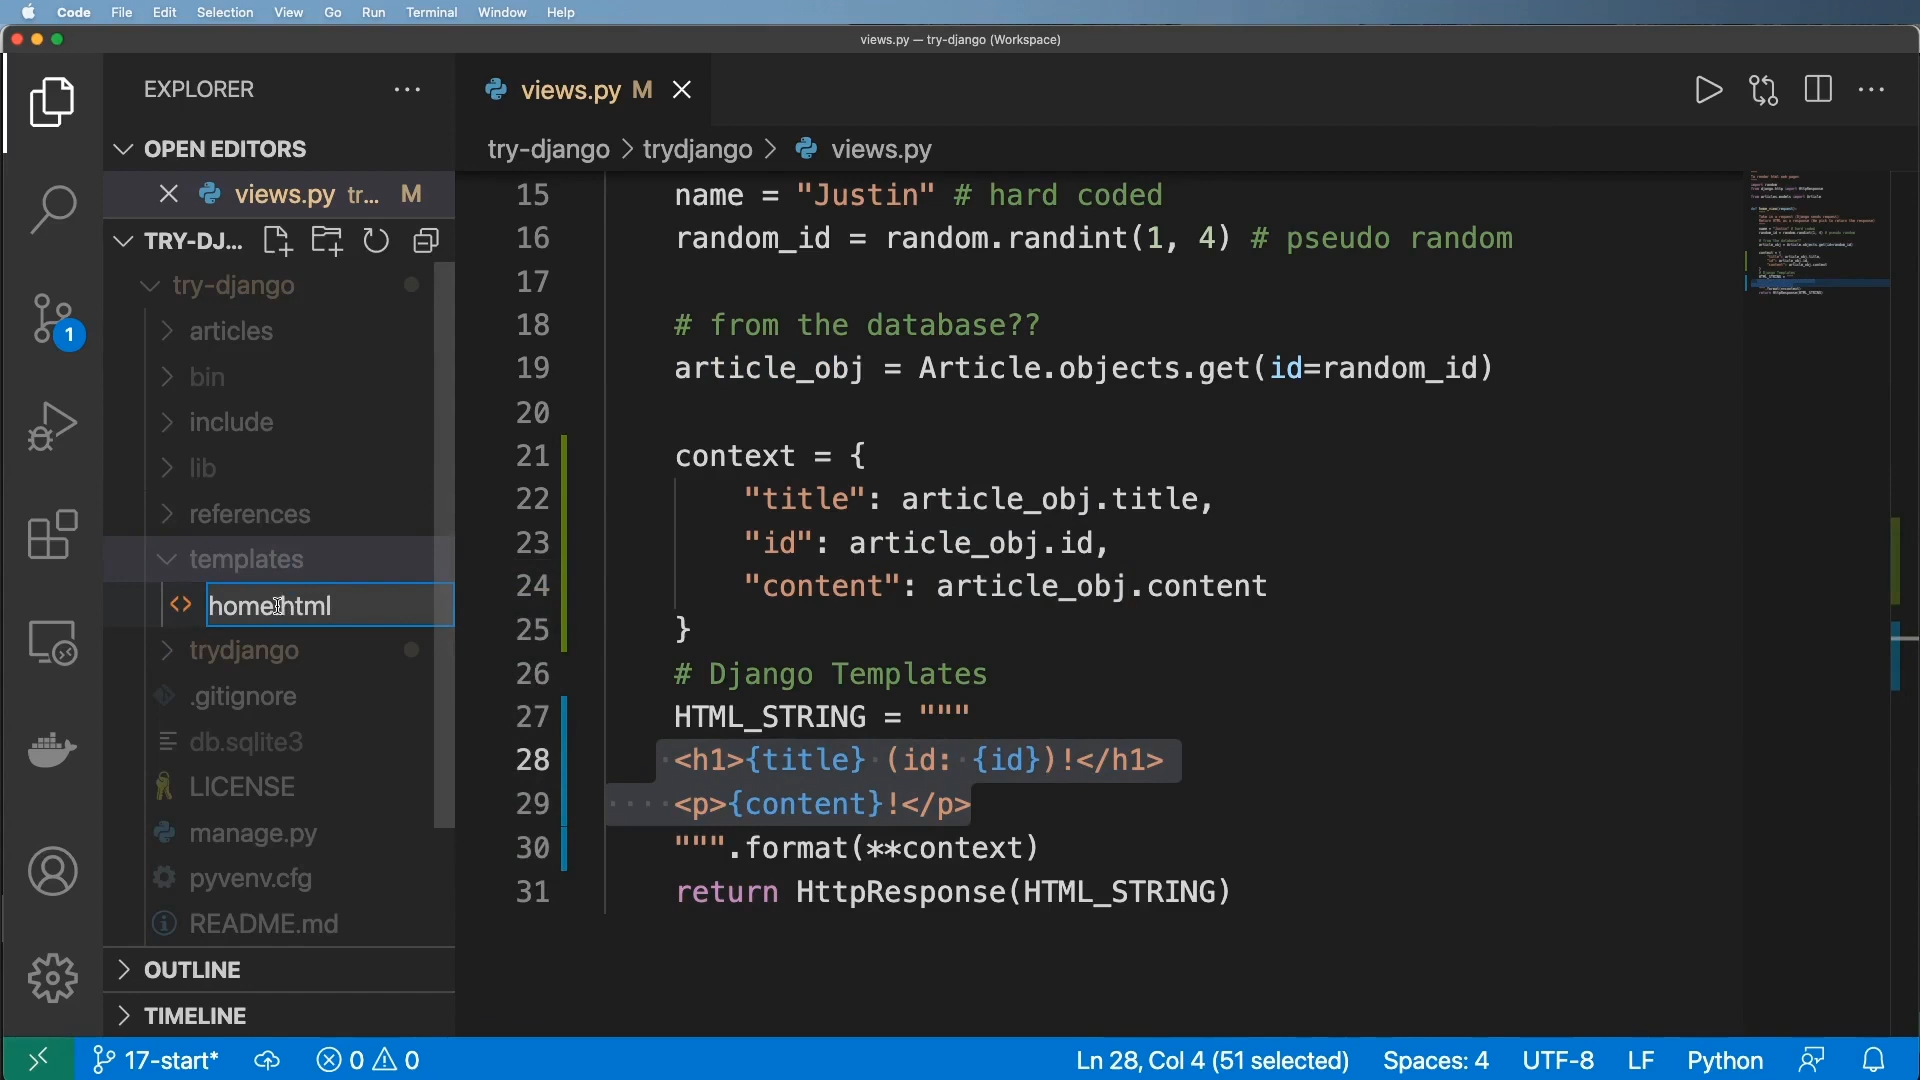 Code File Edit Selection View Go Run Terminal Window Help
views.py — try-django (Workspace)
EXPLORER
views.py M
OPEN EDITORS
try-django > trydjango > views.py
views.py tr... M
TRY-DJ...
try-django
articles
bin
include
lib
references
templates
home.html
trydjango
.gitignore
db.sqlite3
LICENSE
manage.py
pyvenv.cfg
README.md
OUTLINE
TIMELINE
1
15 name = "Justin" # hard coded
16 random_id = random.randint(1, 4) # pseudo random
17
18 # from the database??
19 article_obj = Article.objects.get(id=random_id)
20
21 context = {
22 "title": article_obj.title,
23 "id": article_obj.id,
24 "content": article_obj.content
25 }
26 # Django Templates
27 HTML_STRING = """
28 <h1>{title} (id: {id})!</h1>
29 <p>{content}!</p>
30 """.format(**context)
31 return HttpResponse(HTML_STRING)
17-start* 0 0 Ln 28, Col 4 (51 selected) Spaces: 4 UTF-8 LF Python